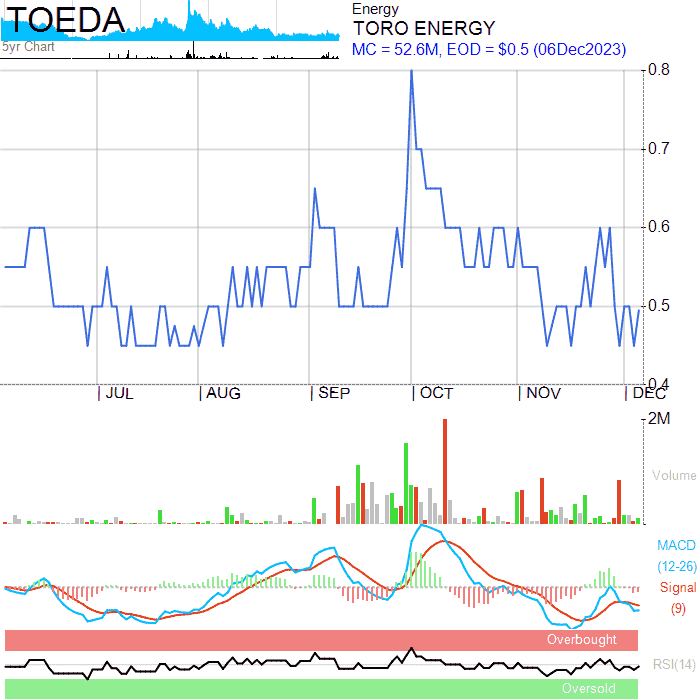 TOEDA
5yr Chart
Energy
TORO ENERGY
MC = 52.6M, EOD = $0.5 (06Dec2023)
0.8
0.7
0.6
0.5
0.4
JUL AUG SEP OCT NOV DEC
2M
Volume
MACD
(12-26)
Signal
(9)
Overbought
RSI(14)
Oversold